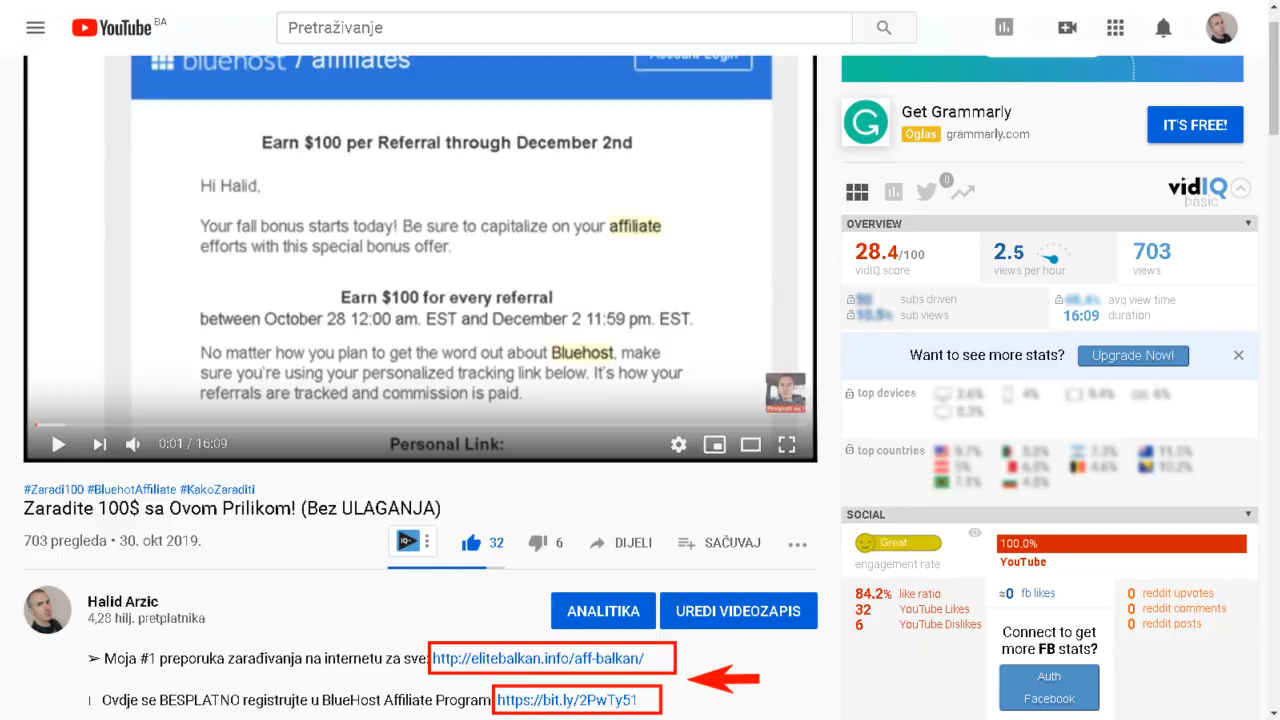 YouTube BA
Pretraživanje
bluehost / affiliates
Account Login
Earn $100 per Referral through December 2nd
Hi Halid,
Your fall bonus starts today! Be sure to capitalize on your affiliate
efforts with this special bonus offer.
Earn $100 for every referral
between October 28 12:00 am. EST and December 2 11:59 pm. EST.
No matter how you plan to get the word out about Bluehost, make
sure you're using your personalized tracking link below. It's how your
referrals are tracked and commission is paid.
Personal Link:
0:01 / 16:09
#Zaradi100 #BluehotAffiliate #KakoZaraditi
Zaradite 100$ sa Ovom Prilikom! (Bez ULAGANJA)
703 pregleda • 30. okt 2019.
32
6
DIJELI
SAČUVAJ
Halid Arzic
4,28 hilj. pretplatnika
ANALITIKA
UREDI VIDEOZAPIS
➢ Moja #1 preporuka zarađivanja na internetu za sve: http://elitebalkan.info/aff-balkan/
Ovdje se BESPLATNO registrujte u BlueHost Affiliate Program https://bit.ly/2PwTy51
Get Grammarly
Oglas grammarly.com
IT'S FREE!
0
vidIQ
basic
OVERVIEW
28.4/100
vidIQ score
2.5
views per hour
703
views
subs driven
sub views
avg view time
16:09 duration
Want to see more stats? Upgrade Now!
top devices
top countries
SOCIAL
Great
engagement rate
100.0%
YouTube
84.2% like ratio
32 YouTube Likes
6 YouTube Dislikes
≈0 fb likes
Connect to get
more FB stats?
Auth
Facebook
0 reddit upvotes
0 reddit comments
0 reddit posts